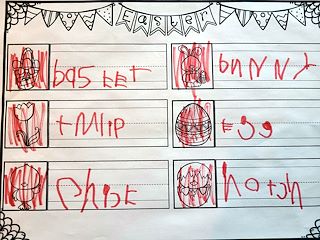 Easter
basket bunny
tulip egg
chick hatch